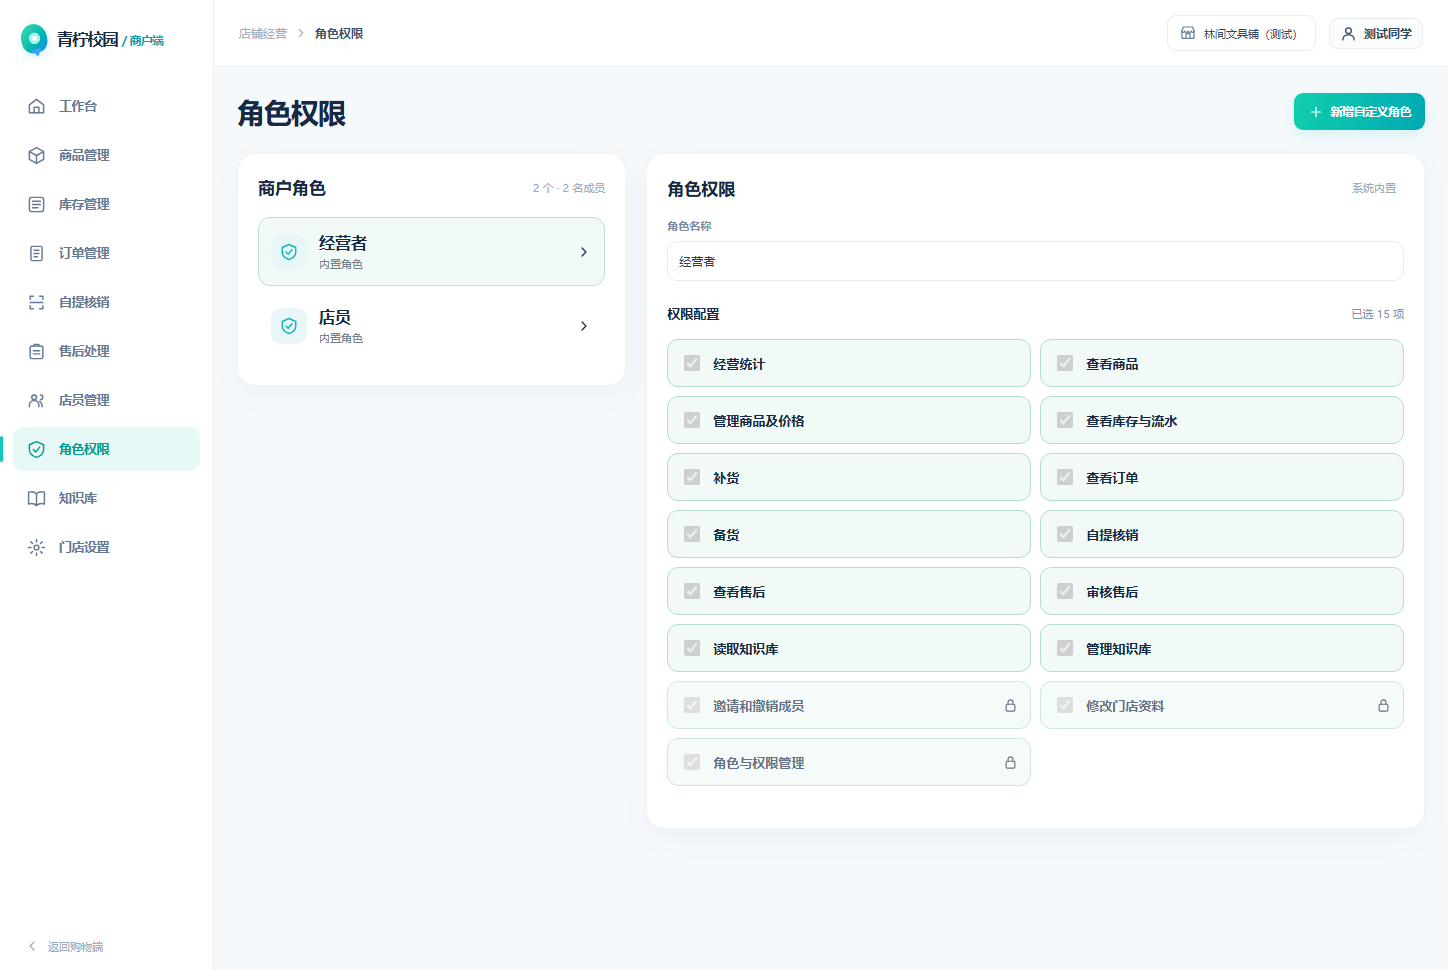 青柠校园 / 商户端
工作台
商品管理
库存管理
订单管理
自提核销
售后处理
店员管理
角色权限
知识库
门店设置
返回购物端
店铺经营 > 角色权限
林间文具铺（测试）
测试同学
角色权限
+ 新增自定义角色
商户角色
2 个 · 2 名成员
经营者
内置角色
店员
内置角色
角色权限
系统内置
角色名称
经营者
权限配置
已选 15 项
经营统计
查看商品
管理商品及价格
查看库存与流水
补货
查看订单
备货
自提核销
查看售后
审核售后
读取知识库
管理知识库
邀请和撤销成员
修改门店资料
角色与权限管理